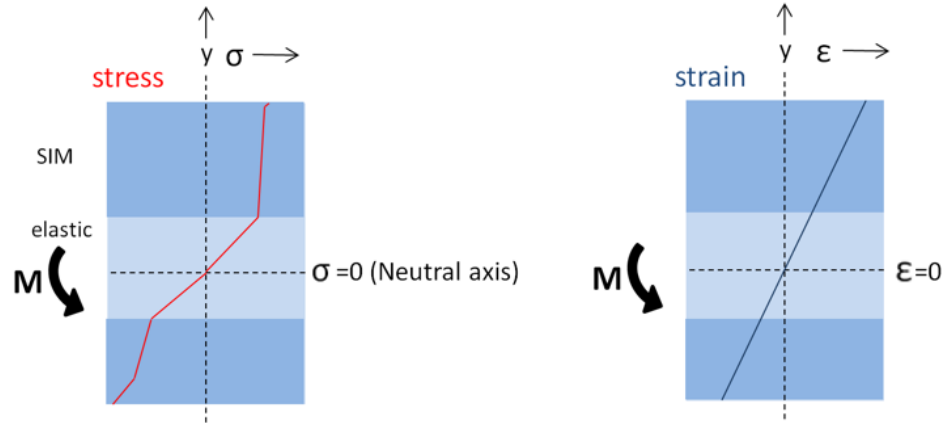 y σ
stress
SIM
elastic
M
σ =0 (Neutral axis)
y ε
strain
M
ε=0